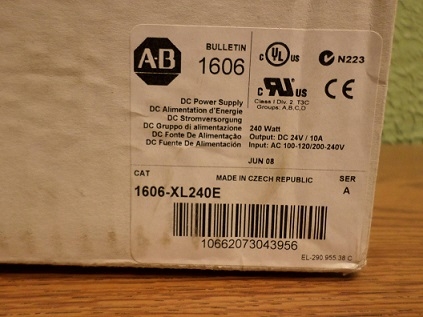 A-B
BULLETIN
1606
c UL us
N223
c UR us
CE
Class I Div. 2 T3C
Groups: A,B,C,D
DC Power Supply
DC Alimentation d'Energie
DC Stromversorgung
DC Gruppo di alimentazione
DC Fonte De Alimentação
DC Fuente De Alimentación
240 Watt
Output: DC 24V / 10A
Input: AC 100-120/200-240V
JUN 08
CAT
MADE IN CZECH REPUBLIC
SER
1606-XL240E
A
10662073043956
EL-290 955 38 C